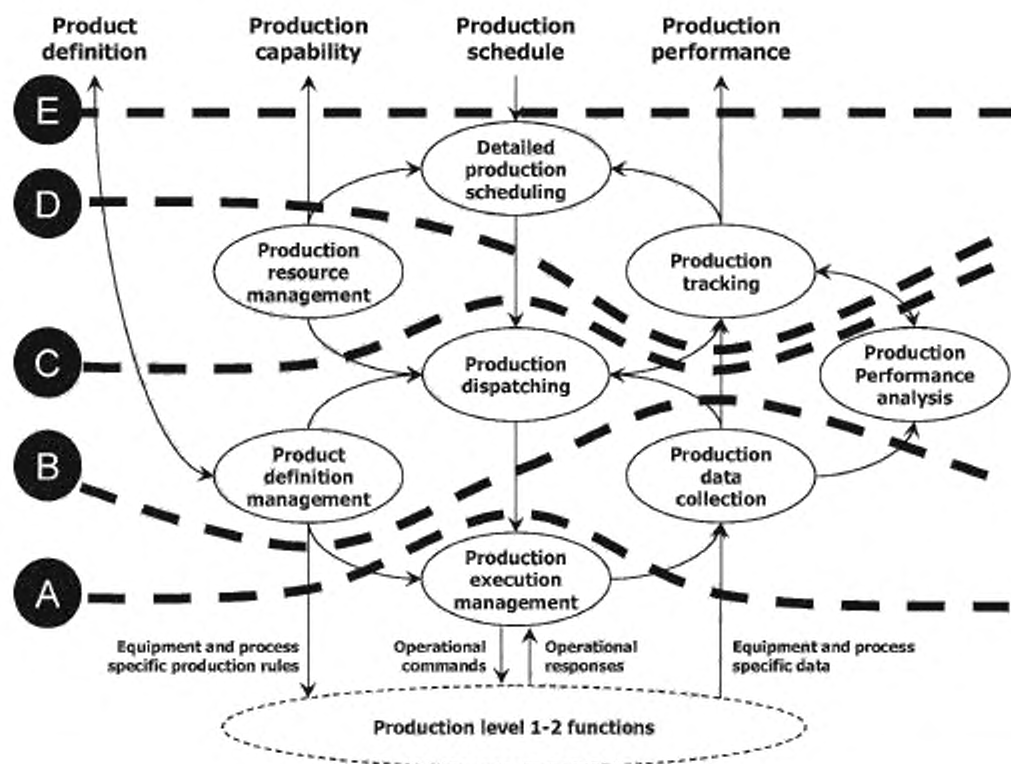 Product
definition
Production
capability
Production
schedule
Production
performance
E
Detailed
production
scheduling
D
Production
resource
management
Production
tracking
C
Production
dispatching
Production
Performance
analysis
B
Product
definition
management
Production
data
collection
A
Production
execution
management
Equipment and process
specific production rules
Operational
commands
Operational
responses
Equipment and process
specific data
Production level 1-2 functions